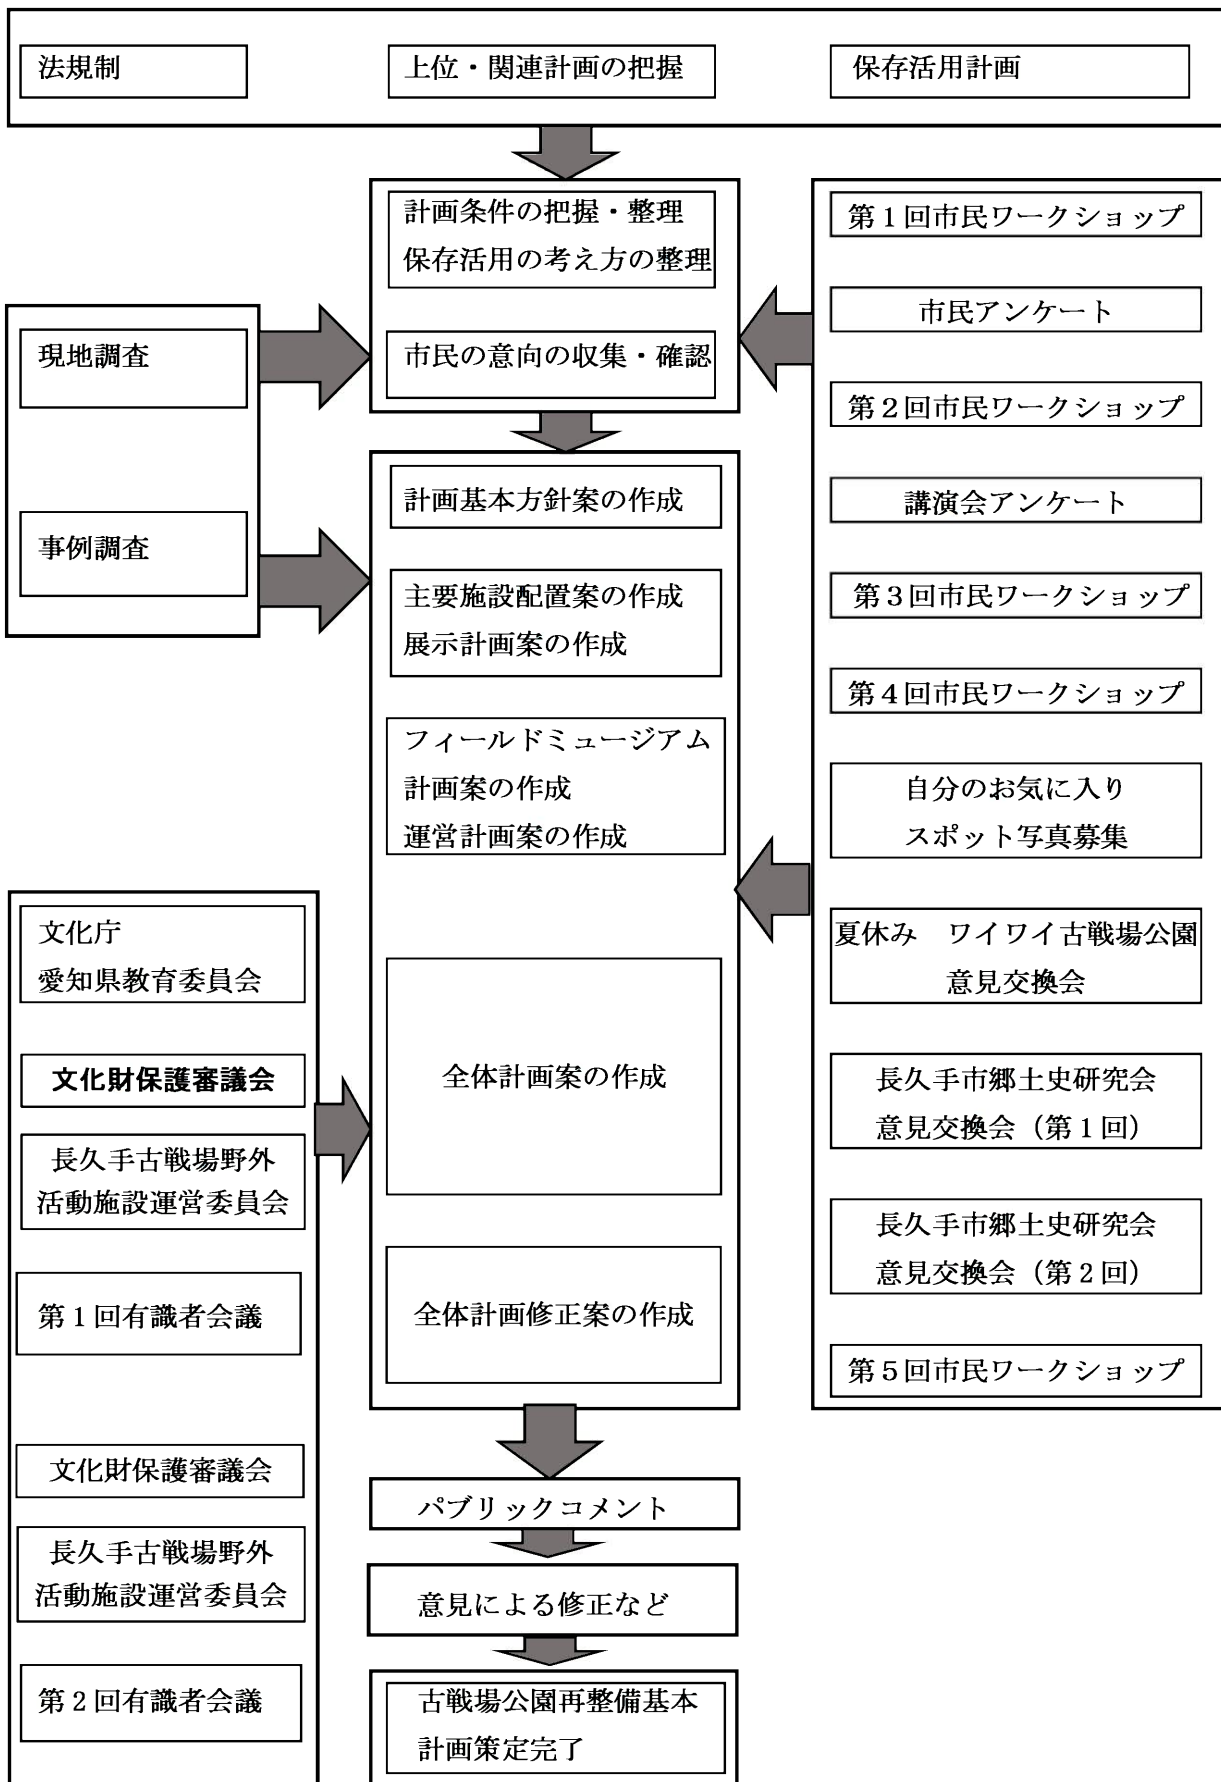 法規制
上位・関連計画の把握
保存活用計画
計画条件の把握・整理
保存活用の考え方の整理
市民の意向の収集・確認
現地調査
事例調査
計画基本方針案の作成
主要施設配置案の作成
展示計画案の作成
フィールドミュージアム
計画案の作成
運営計画案の作成
全体計画案の作成
全体計画修正案の作成
第1回市民ワークショップ
市民アンケート
第2回市民ワークショップ
講演会アンケート
第3回市民ワークショップ
第4回市民ワークショップ
自分のお気に入り
スポット写真募集
夏休み　ワイワイ古戦場公園
意見交換会
長久手市郷土史研究会
意見交換会（第1回）
長久手市郷土史研究会
意見交換会（第2回）
第5回市民ワークショップ
文化庁
愛知県教育委員会
文化財保護審議会
長久手古戦場野外
活動施設運営委員会
第1回有識者会議
文化財保護審議会
長久手古戦場野外
活動施設運営委員会
第2回有識者会議
パブリックコメント
意見による修正など
古戦場公園再整備基本
計画策定完了